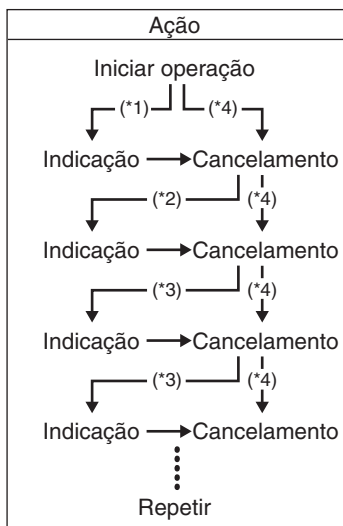 Ação
Iniciar operação
(*1) (*4)
Indicação Cancelamento
(*2) (*4)
Indicação Cancelamento
(*3) (*4)
Indicação Cancelamento
(*3) (*4)
Indicação Cancelamento
Repetir